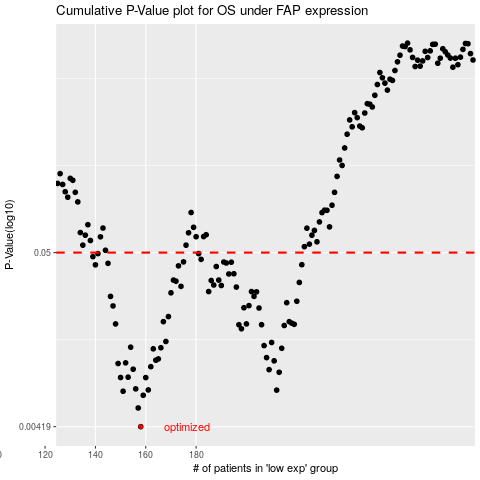 Cumulative P-Value plot for OS under FAP expression
P-Value(log10)
0.05
0.00419
optimized
0 120 140 160 180
# of patients in 'low exp' group